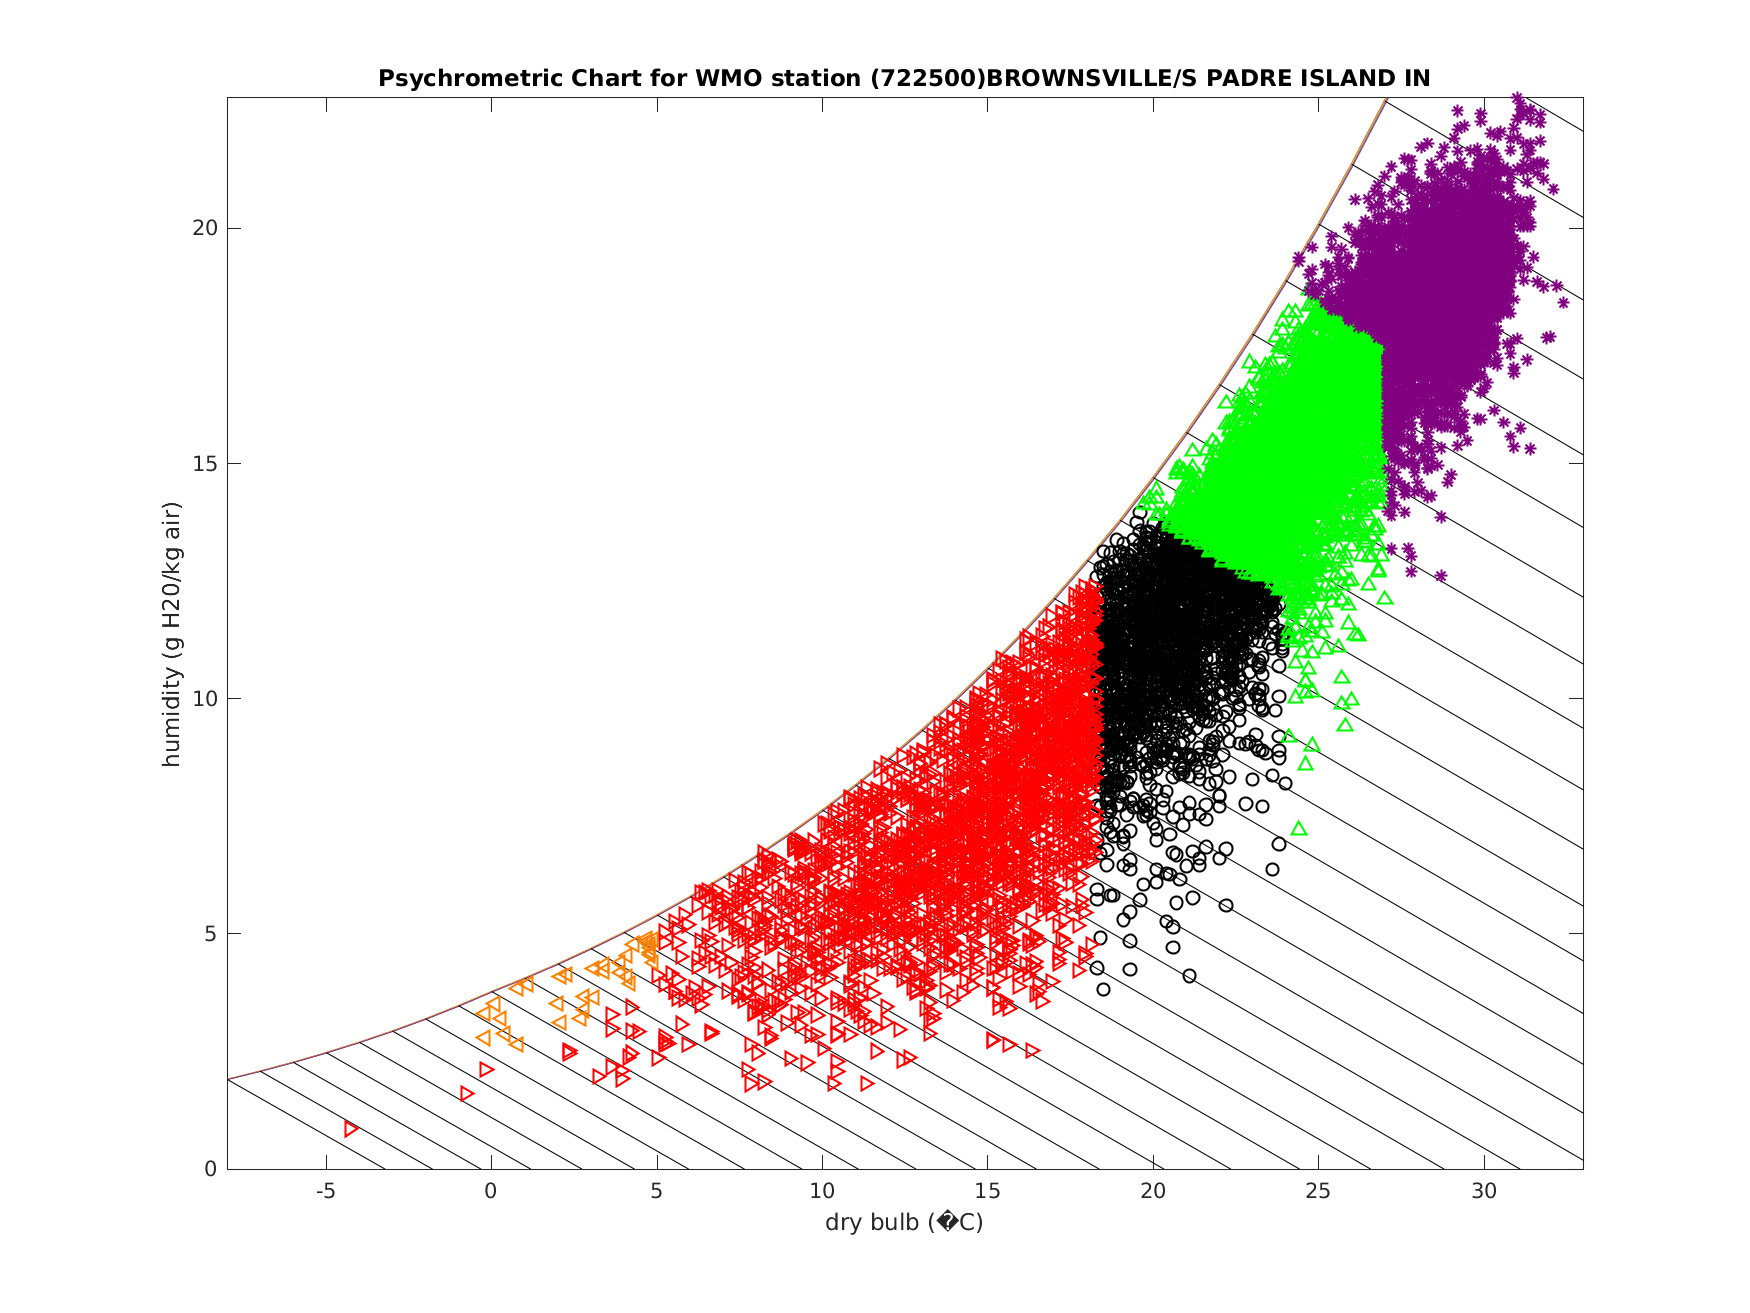 Psychrometric Chart for WMO station (722500)BROWNSVILLE/S PADRE ISLAND IN
20
15
10
5
0
humidity (g H20/kg air)
-5 0 5 10 15 20 25 30
dry bulb (�C)